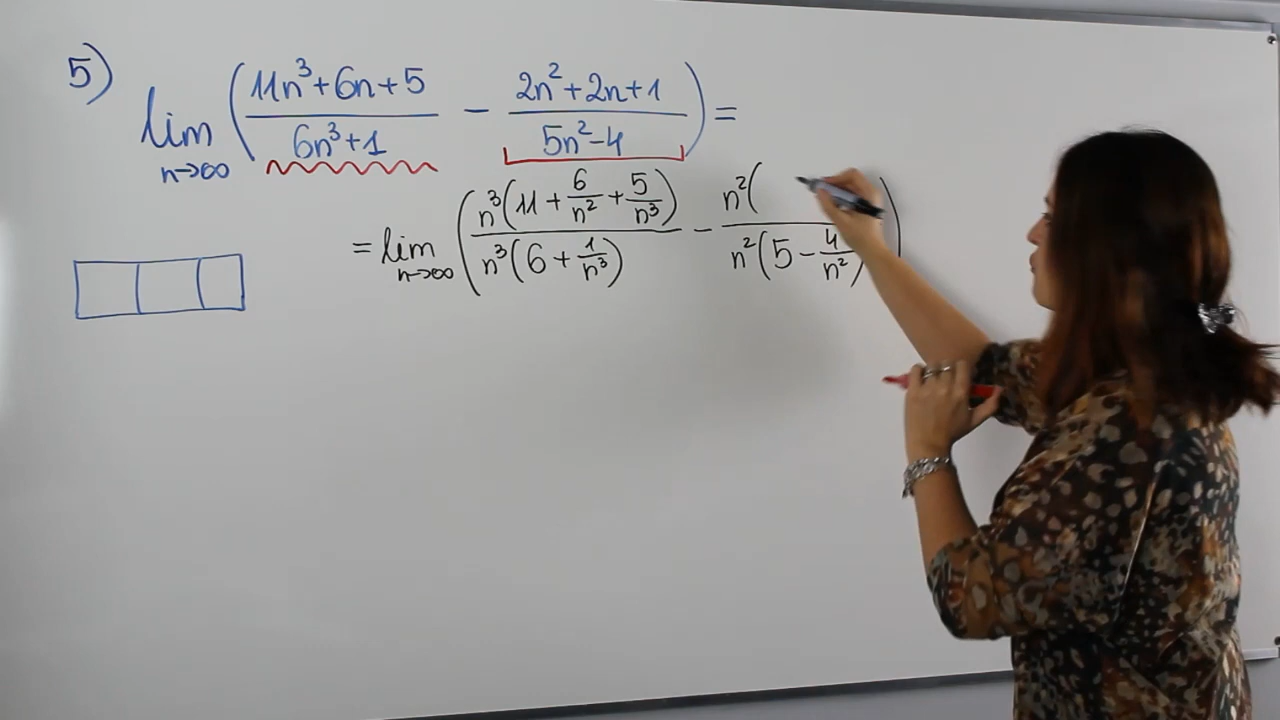 5) lim n→∞ ( (11n³+6n+5)/(6n³+1) − (2n²+2n+1)/(5n²−4) ) =
= lim n→∞ ( n³(11 + 6/n² + 5/n³)/n³(6 + 1/n³) − n²(/n²(5 − 4/n²) )